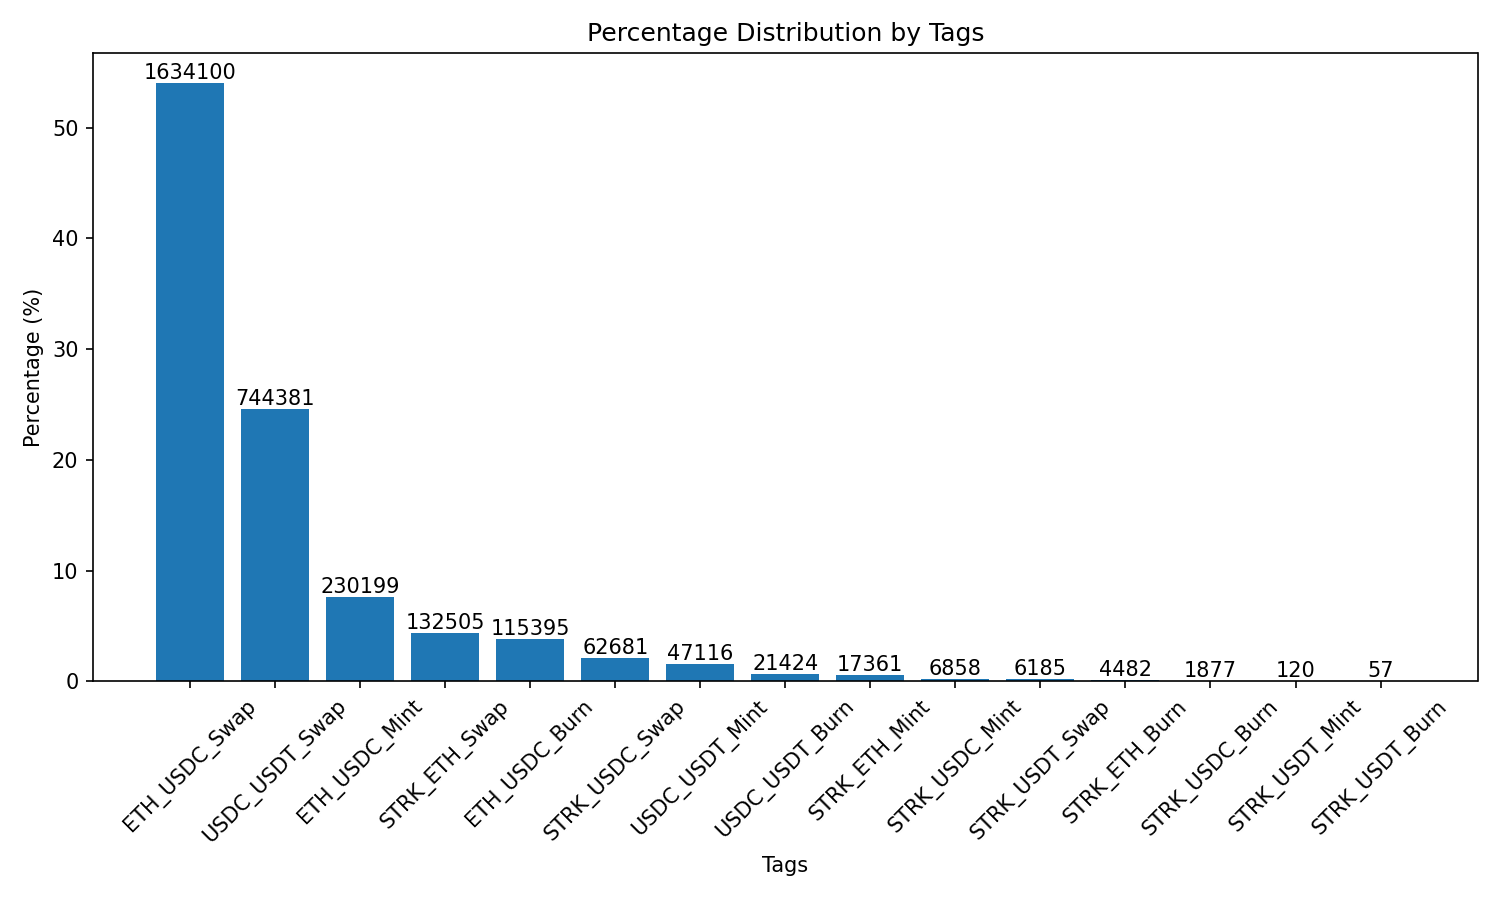 Percentage Distribution by Tags
Percentage (%)
50
40
30
20
10
0
1634100
744381
230199
132505
115395
62681
47116
21424
17361
6858
6185
4482
1877
120
57
ETH_USDC_Swap
USDC_USDT_Swap
ETH_USDC_Mint
STRK_ETH_Swap
ETH_USDC_Burn
STRK_USDC_Swap
USDC_USDT_Mint
USDC_USDT_Burn
STRK_ETH_Mint
STRK_USDC_Mint
STRK_USDT_Swap
STRK_ETH_Burn
STRK_USDC_Burn
STRK_USDT_Mint
STRK_USDT_Burn
Tags